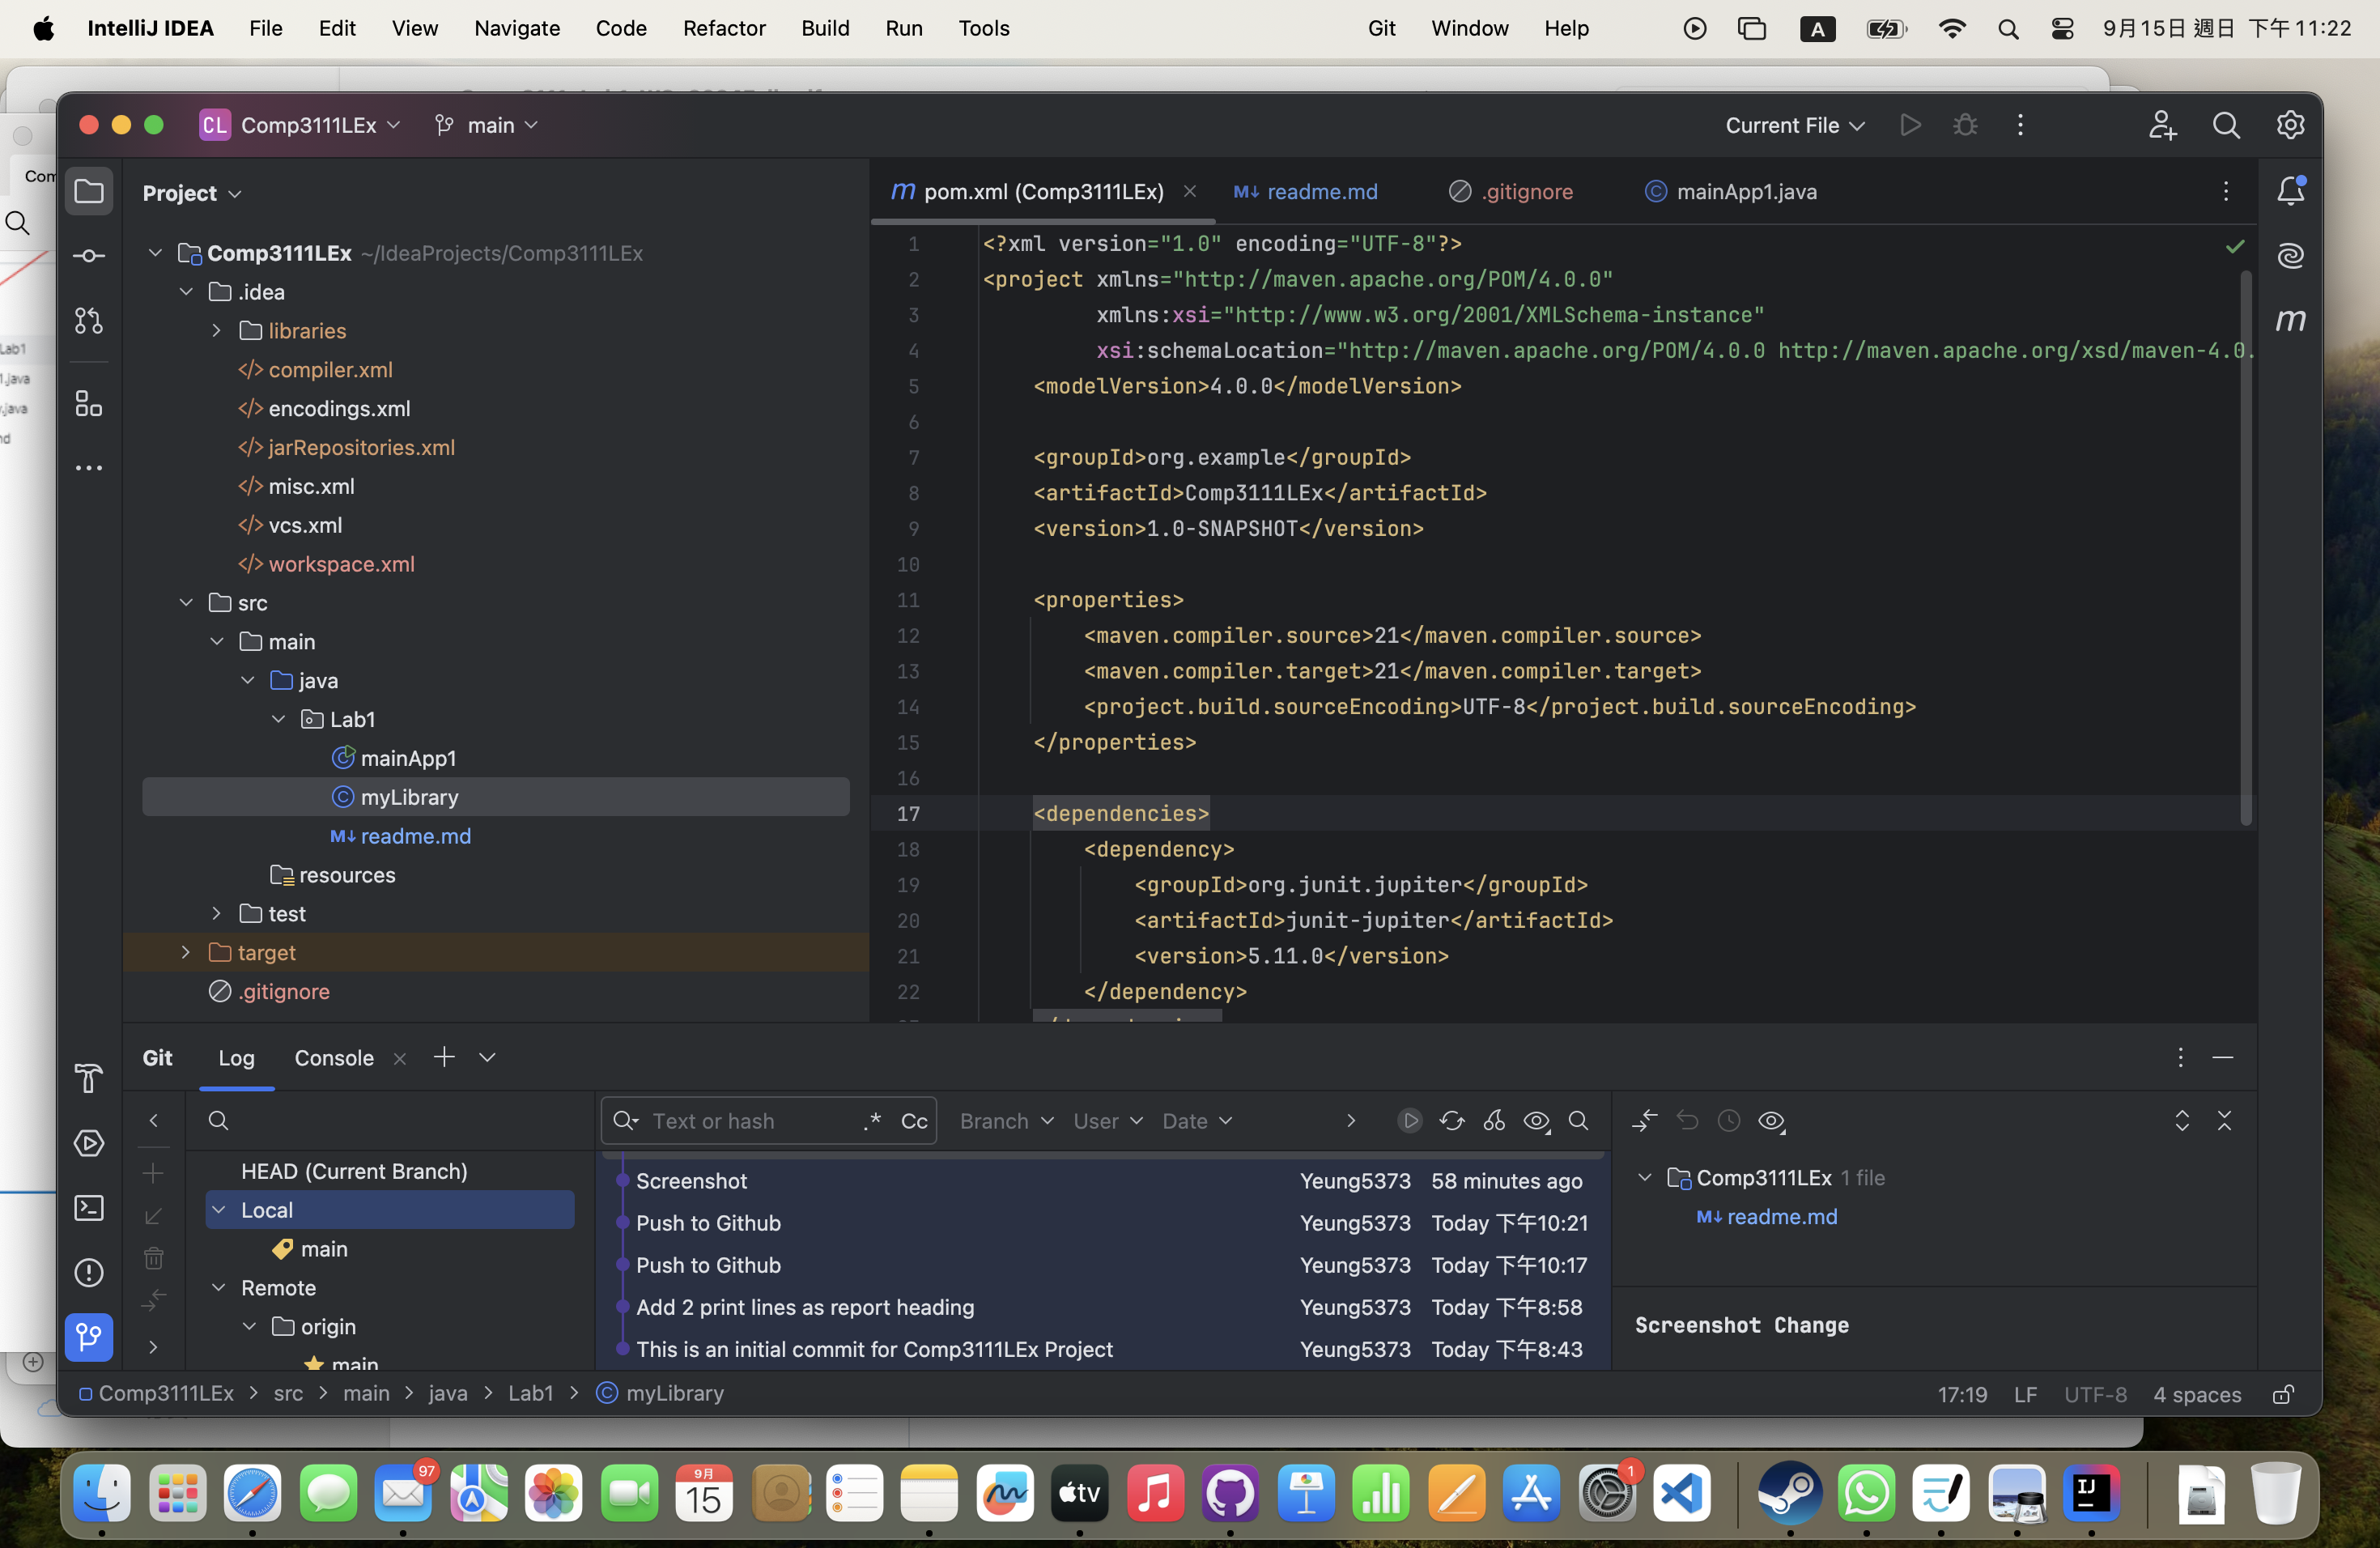 IntelliJ IDEA File Edit View Navigate Code Refactor Build Run Tools Git Window Help A 9月15日 週日 下午 11:22
CL Comp3111LEx main Current File
Com
Lab1
.java
.java
Project
Comp3111LEx ~/IdeaProjects/Comp3111LEx
.idea
libraries
</> compiler.xml
</> encodings.xml
</> jarRepositories.xml
</> misc.xml
</> vcs.xml
</> workspace.xml
src
main
java
Lab1
mainApp1
myLibrary
M↓ readme.md
resources
test
target
.gitignore
m pom.xml (Comp3111LEx) M↓ readme.md .gitignore mainApp1.java
1 <?xml version="1.0" encoding="UTF-8"?>
2 <project xmlns="http://maven.apache.org/POM/4.0.0"
3 xmlns:xsi="http://www.w3.org/2001/XMLSchema-instance"
4 xsi:schemaLocation="http://maven.apache.org/POM/4.0.0 http://maven.apache.org/xsd/maven-4.0.
5 <modelVersion>4.0.0</modelVersion>
6
7 <groupId>org.example</groupId>
8 <artifactId>Comp3111LEx</artifactId>
9 <version>1.0-SNAPSHOT</version>
10
11 <properties>
12 <maven.compiler.source>21</maven.compiler.source>
13 <maven.compiler.target>21</maven.compiler.target>
14 <project.build.sourceEncoding>UTF-8</project.build.sourceEncoding>
15 </properties>
16
17 <dependencies>
18 <dependency>
19 <groupId>org.junit.jupiter</groupId>
20 <artifactId>junit-jupiter</artifactId>
21 <version>5.11.0</version>
22 </dependency>
Git Log Console
Text or hash .* Cc Branch User Date
HEAD (Current Branch)
Local
main
Remote
origin
main
Screenshot Yeung5373 58 minutes ago
Push to Github Yeung5373 Today 下午10:21
Push to Github Yeung5373 Today 下午10:17
Add 2 print lines as report heading Yeung5373 Today 下午8:58
This is an initial commit for Comp3111LEx Project Yeung5373 Today 下午8:43
Comp3111LEx 1 file
M↓ readme.md
Screenshot Change
Comp3111LEx > src > main > java > Lab1 > myLibrary 17:19 LF UTF-8 4 spaces
97
9月
15
tv
1
IJ